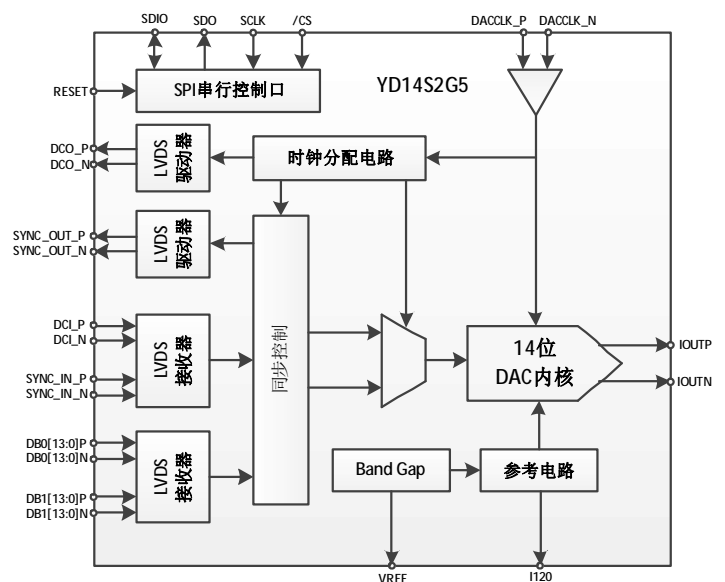 SDIO SDO SCLK /CS DACCLK_P DACCLK_N
RESET
SPI串行控制口
YD14S2G5
DCO_P
DCO_N
LVDS
驱动器
时钟分配电路
SYNC_OUT_P
SYNC_OUT_N
LVDS
驱动器
同步控制
DCI_P
DCI_N
SYNC_IN_P
SYNC_IN_N
LVDS
接收器
14位
DAC内核
IOUTP
IOUTN
DB0[13:0]P
DB0[13:0]N
DB1[13:0]P
DB1[13:0]N
LVDS
接收器
Band Gap
参考电路
VREF
I120